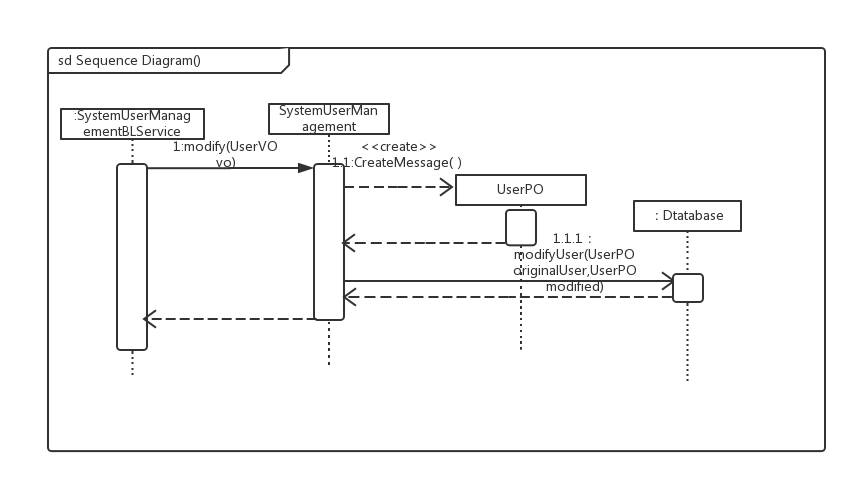 sd Sequence Diagram()
:SystemUserManag
ementBLService
SystemUserMan
agement
1:modify(UserVO
vo)
<<create>>
1.1:CreateMessage( )
UserPO
: Dtatabase
1.1.1 :
modifyUser(UserPO
originalUser,UserPO
modified)